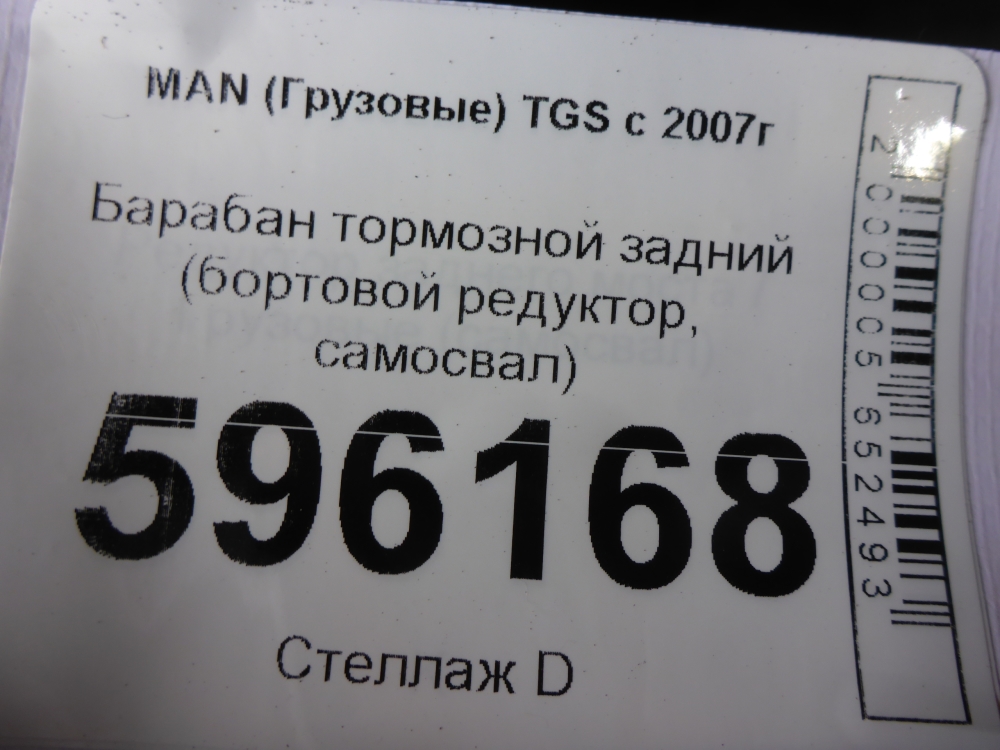 MAN (Грузовые) TGS с 2007г
Барабан тормозной задний
(бортовой редуктор,
самосвал)
596168
Стеллаж D
2000005652493